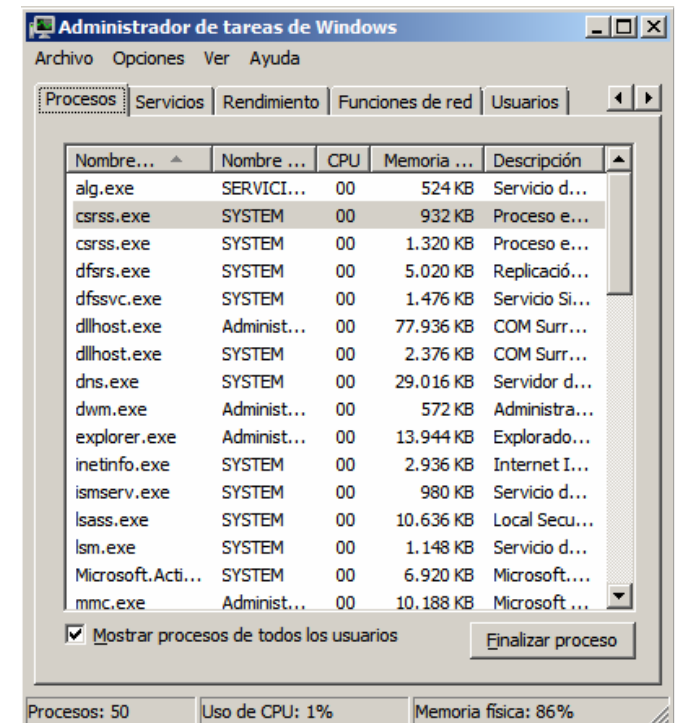 Administrador de tareas de Windows
Archivo Opciones Ver Ayuda
Procesos Servicios Rendimiento Funciones de red Usuarios
Nombre... Nombre ... CPU Memoria ... Descripción
alg.exe SERVICI... 00 524 KB Servicio d...
csrss.exe SYSTEM 00 932 KB Proceso e...
csrss.exe SYSTEM 00 1.320 KB Proceso e...
dfsrs.exe SYSTEM 00 5.020 KB Replicació...
dfssvc.exe SYSTEM 00 1.476 KB Servicio Si...
dllhost.exe Administ... 00 77.936 KB COM Surr...
dllhost.exe SYSTEM 00 2.376 KB COM Surr...
dns.exe SYSTEM 00 29.016 KB Servidor d...
dwm.exe Administ... 00 572 KB Administra...
explorer.exe Administ... 00 13.944 KB Explorado...
inetinfo.exe SYSTEM 00 2.936 KB Internet I...
ismserv.exe SYSTEM 00 980 KB Servicio d...
lsass.exe SYSTEM 00 10.636 KB Local Secu...
lsm.exe SYSTEM 00 1.148 KB Servicio d...
Microsoft.Acti... SYSTEM 00 6.920 KB Microsoft....
mmc.exe Administ... 00 10.188 KB Microsoft ...
Mostrar procesos de todos los usuarios Finalizar proceso
Procesos: 50 Uso de CPU: 1% Memoria física: 86%